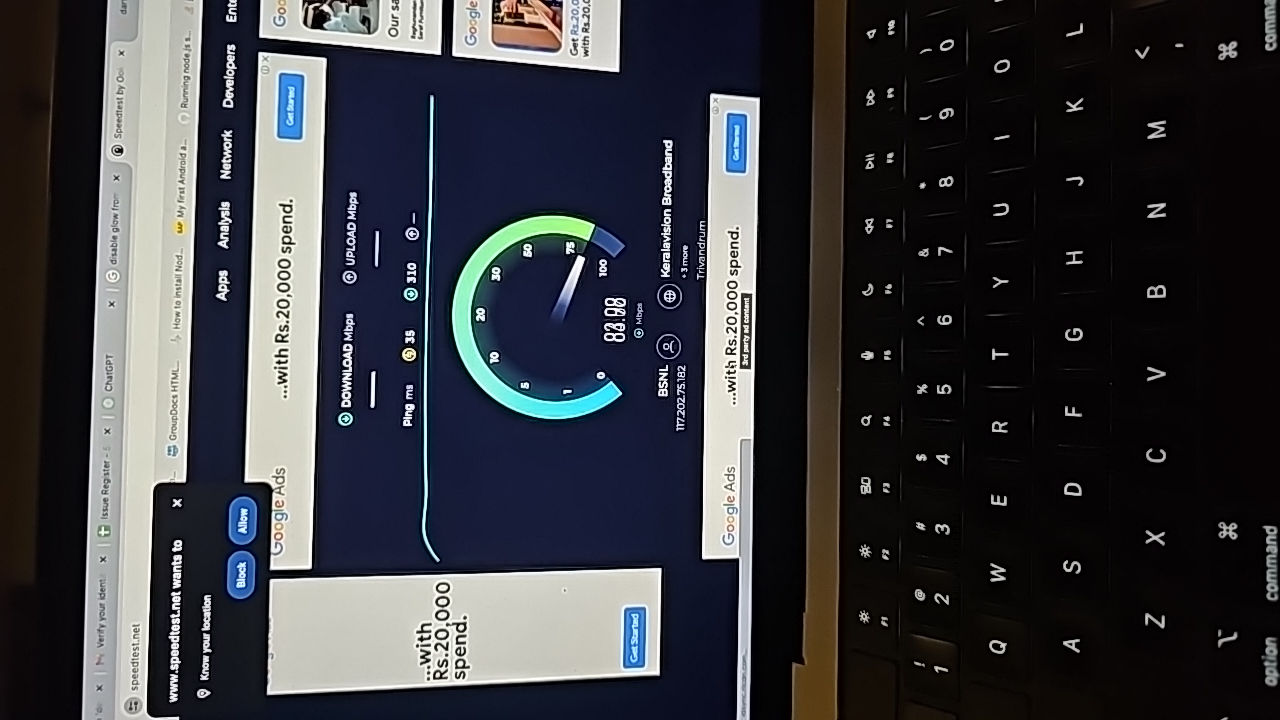 Verify your identi
Issue Register - S
ChatGPT
disable glow from
Speedtest by Ook
dar
speedtest.net
www.speedtest.net wants to
Know your location
Block
Allow
GroupDocs HTML...
How to Install Nod...
SAP
My first Android a...
Running node.js s...
Apps
Analysis
Network
Developers
Ente
Google Ads
...with Rs.20,000 spend.
Get Started
...with
Rs.20,000
spend.
Get Started
DOWNLOAD Mbps
UPLOAD Mbps
Ping ms
35
310
—
0
1
5
10
20
30
50
75
100
Mbps
BSNL
117.202.75.182
Keralavision Broadband
+ 3 more
Trivandrum
Google Ads
...with Rs.20,000 spend.
Get Started
3rd party ad content
Goo
Our sa
Google
Get Rs.20,0
with Rs.20,0
F1
F2
F3
F4
F5
F6
F7
F8
F9
F10
! @ # $ % ^ & * ( )
1 2 3 4 5 6 7 8 9 0
Q W E R T Y U I O
A S D F G H J K L
Z X C V B N M <
,
option
command
comma